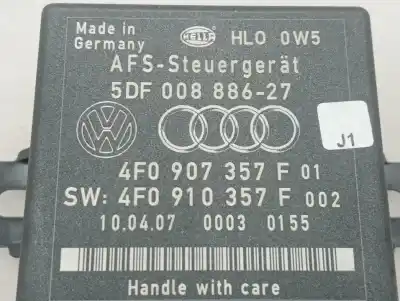 Made in
Germany
HELLA
HLO 0W5
AFS-Steuergerät
5DF 008 886-27
J1
4F0 907 357 F 01
SW: 4F0 910 357 F 002
10.04.07 0003 0155
Handle with care